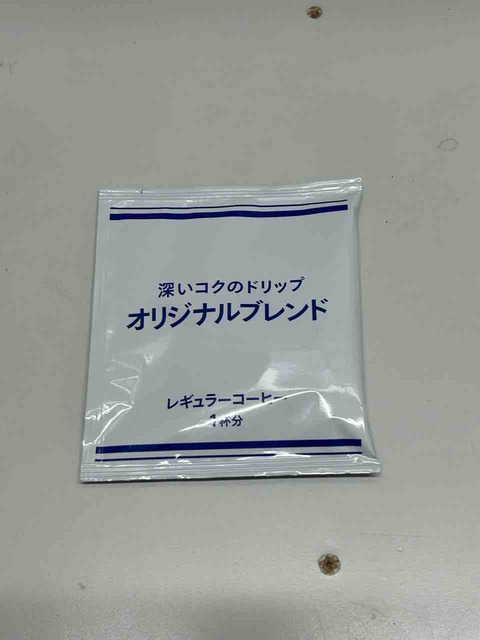 深いコクのドリップ
オリジナルブレンド
レギュラーコーヒー
1杯分